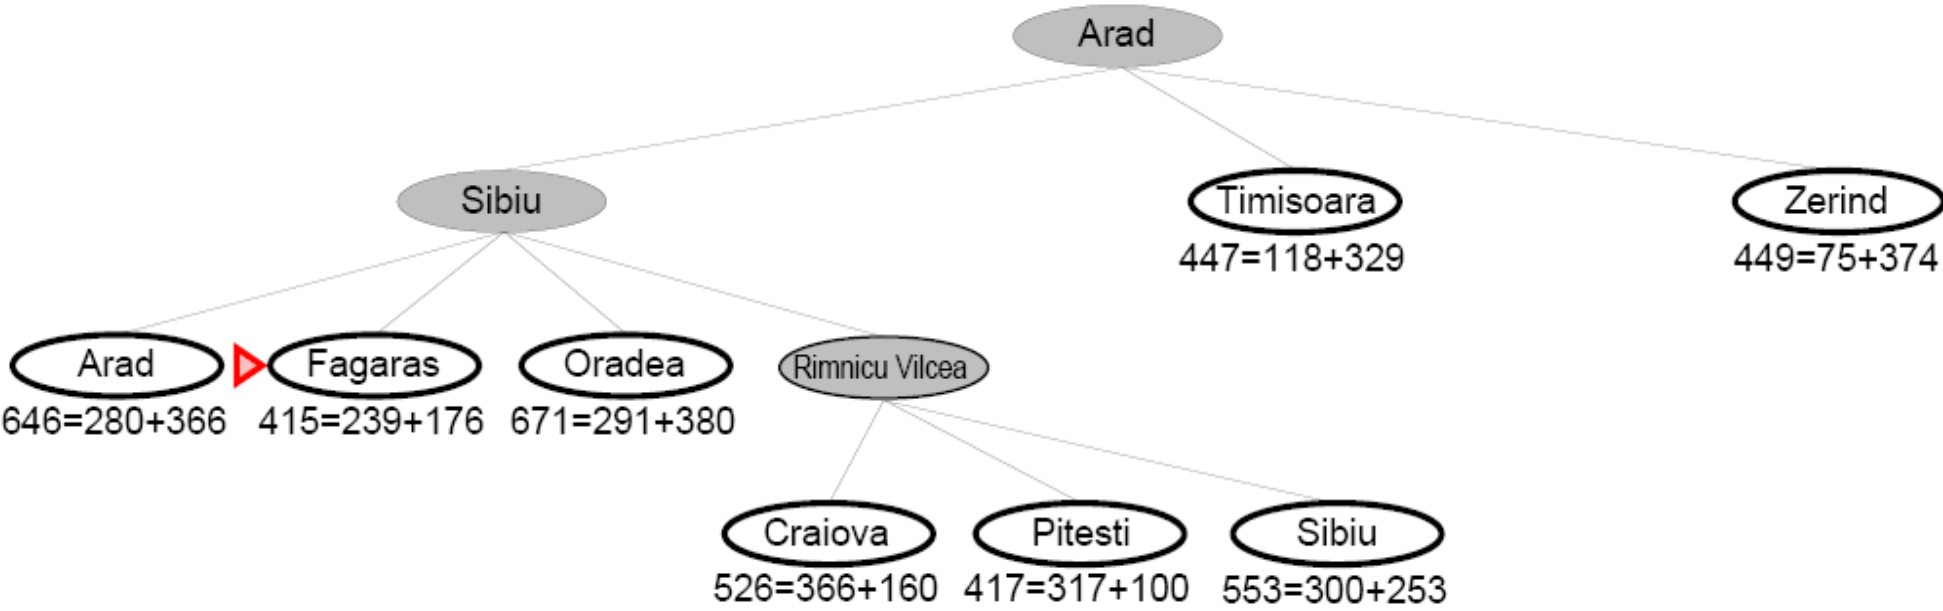 Arad
Sibiu
Timisoara
Zerind
447=118+329
449=75+374
Arad
Fagaras
Oradea
Rimnicu Vilcea
646=280+366
415=239+176
671=291+380
Craiova
Pitesti
Sibiu
526=366+160
417=317+100
553=300+253